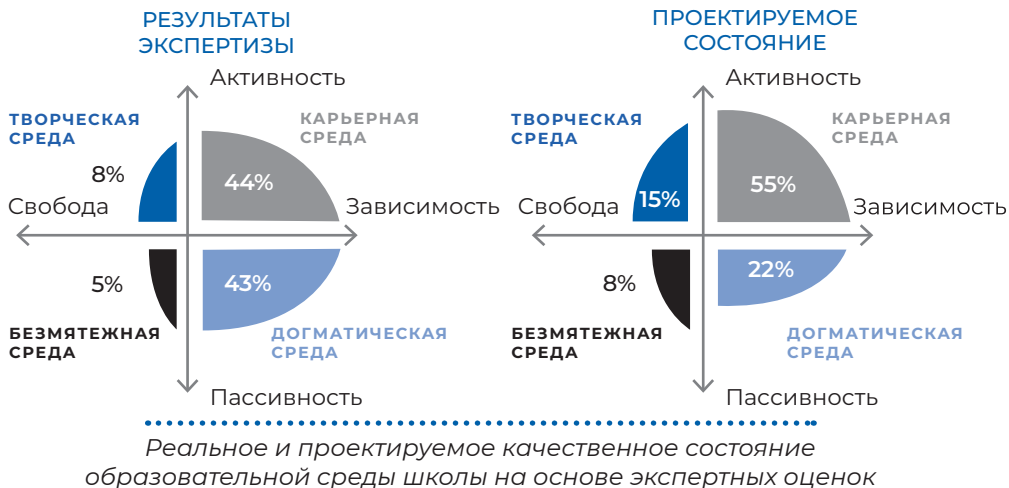 РЕЗУЛЬТАТЫ
ЭКСПЕРТИЗЫ
Активность
ТВОРЧЕСКАЯ
СРЕДА
КАРЬЕРНАЯ
СРЕДА
8%
44%
Свобода
Зависимость
5%
43%
БЕЗМЯТЕЖНАЯ
СРЕДА
ДОГМАТИЧЕСКАЯ
СРЕДА
Пассивность
ПРОЕКТИРУЕМОЕ
СОСТОЯНИЕ
Активность
ТВОРЧЕСКАЯ
СРЕДА
КАРЬЕРНАЯ
СРЕДА
15%
55%
Свобода
Зависимость
8%
22%
БЕЗМЯТЕЖНАЯ
СРЕДА
ДОГМАТИЧЕСКАЯ
СРЕДА
Пассивность
Реальное и проектируемое качественное состояние
образовательной среды школы на основе экспертных оценок